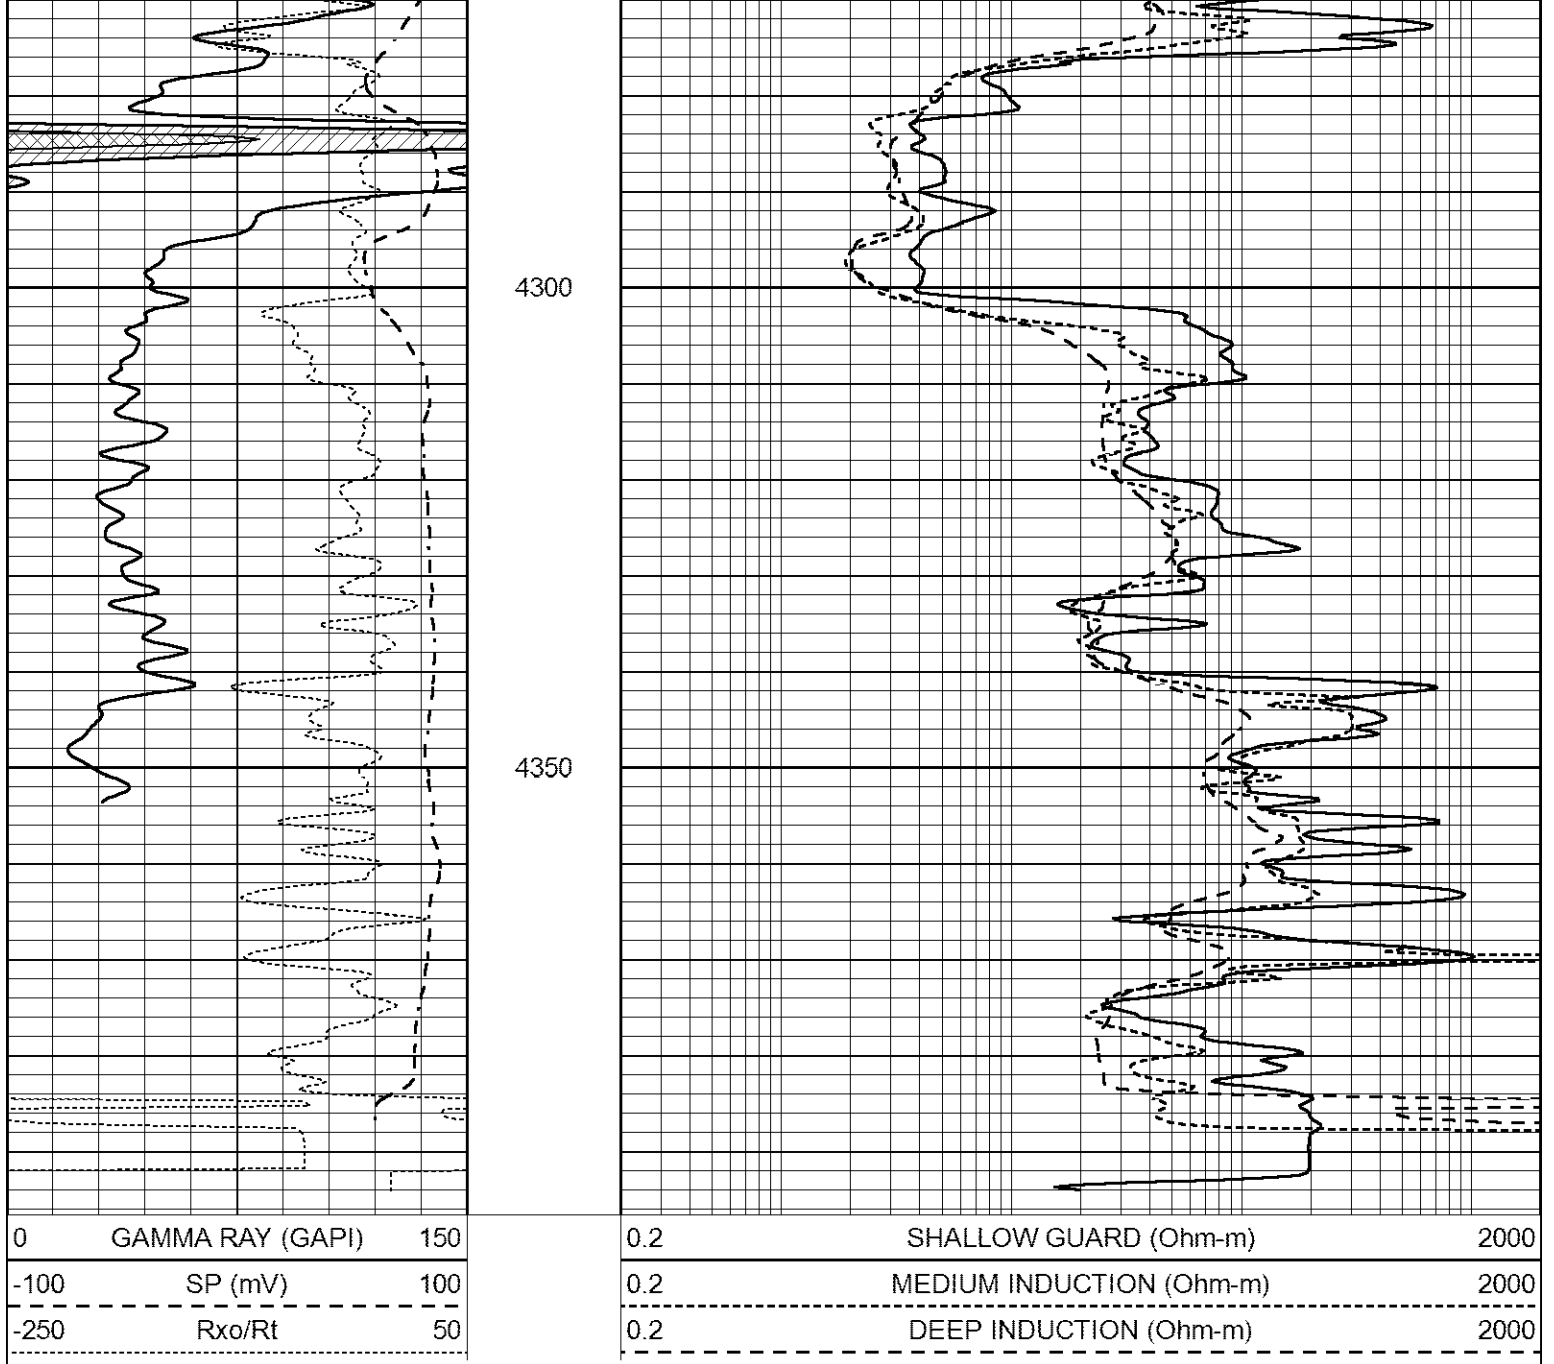 4300
4350
0 GAMMA RAY (GAPI) 150
-100 SP (mV) 100
-250 Rxo/Rt 50
0.2 SHALLOW GUARD (Ohm-m) 2000
0.2 MEDIUM INDUCTION (Ohm-m) 2000
0.2 DEEP INDUCTION (Ohm-m) 2000